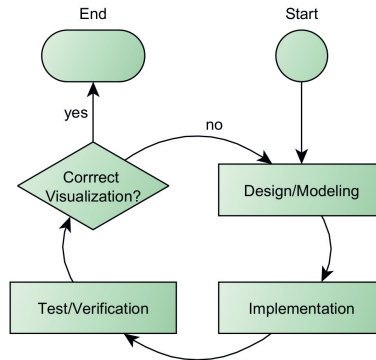 End
Start
yes
no
Corrrect
Visualization?
Design/Modeling
Test/Verification
Implementation